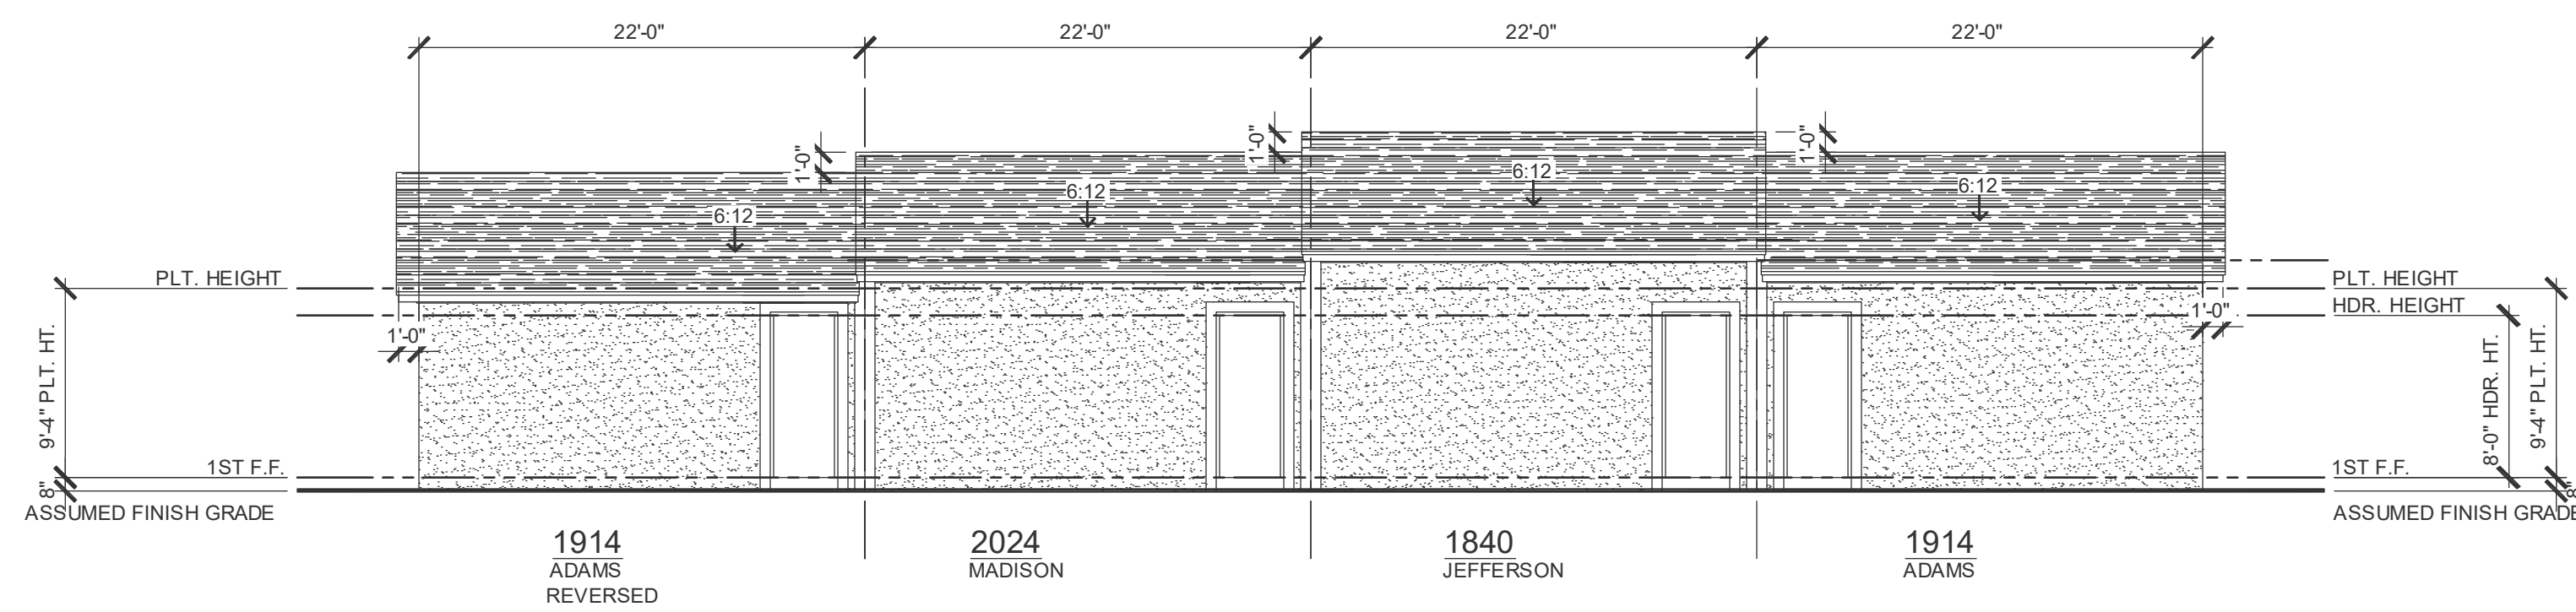 22'-0" 22'-0" 22'-0" 22'-0"
1'-0" 1'-0" 1'-0"
6:12 6:12 6:12 6:12
PLT. HEIGHT PLT. HEIGHT
1'-0" HDR. HEIGHT
1'-0"
9'-4" PLT. HT. 8'-0" HDR. HT. 9'-4" PLT. HT.
1ST F.F. 1ST F.F.
8" 8"
ASSUMED FINISH GRADE ASSUMED FINISH GRADE
1914 2024 1840 1914
ADAMS MADISON JEFFERSON ADAMS
REVERSED